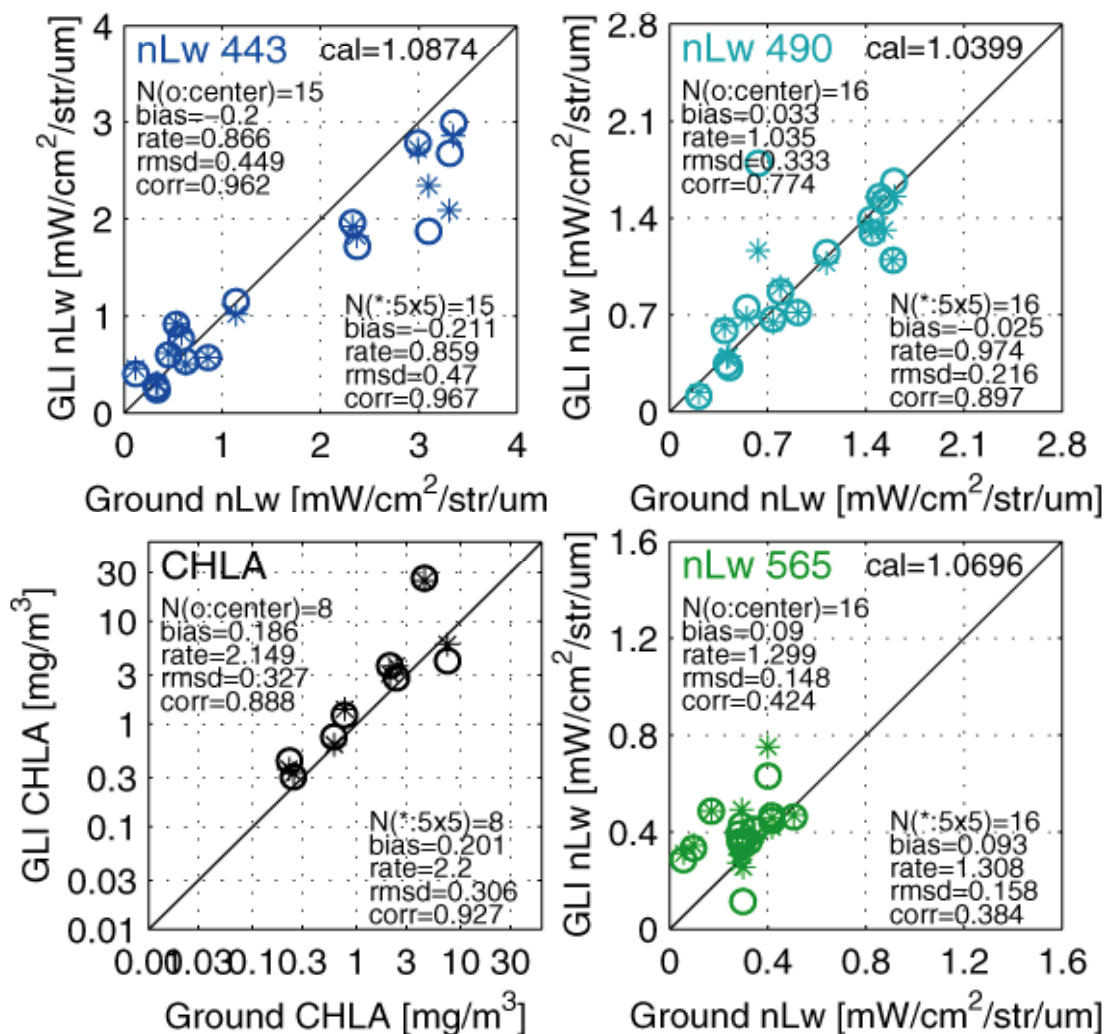 nLw 443
cal=1.0874
N(o:center)=15
bias=−0.2
rate=0.866
rmsd=0.449
corr=0.962
N(*:5x5)=15
bias=−0.211
rate=0.859
rmsd=0.47
corr=0.967
GLI nLw [mW/cm²/str/um]
4
3
2
1
0
0 1 2 3 4
Ground nLw [mW/cm²/str/um
nLw 490
cal=1.0399
N(o:center)=16
bias=0.033
rate=1.035
rmsd=0.333
corr=0.774
N(*:5x5)=16
bias=−0.025
rate=0.974
rmsd=0.216
corr=0.897
GLI nLw [mW/cm²/str/um]
2.8
2.1
1.4
0.7
0
0 0.7 1.4 2.1 2.8
Ground nLw [mW/cm²/str/um]
CHLA
N(o:center)=8
bias=0.186
rate=2.149
rmsd=0.327
corr=0.888
N(*:5x5)=8
bias=0.201
rate=2.2
rmsd=0.306
corr=0.927
GLI CHLA [mg/m³]
30
10
3
1
0.3
0.1
0.03
0.01
0.01 0.03 0.1 0.3 1 3 10 30
Ground CHLA [mg/m³]
nLw 565
cal=1.0696
N(o:center)=16
bias=0.09
rate=1.299
rmsd=0.148
corr=0.424
N(*:5x5)=16
bias=0.093
rate=1.308
rmsd=0.158
corr=0.384
GLI nLw [mW/cm²/str/um]
1.6
1.2
0.8
0.4
0
0 0.4 0.8 1.2 1.6
Ground nLw [mW/cm²/str/um]